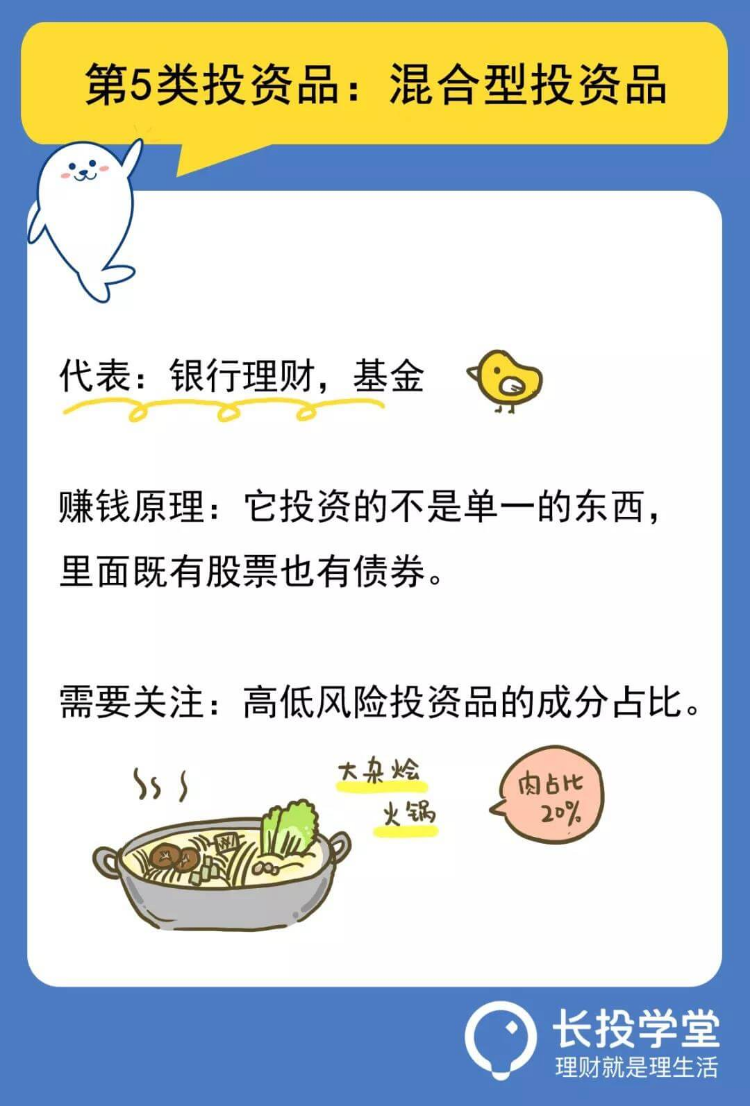 第5类投资品：混合型投资品
代表：银行理财，基金
赚钱原理：它投资的不是单一的东西，
里面既有股票也有债券。
需要关注：高低风险投资品的成分占比。
大杂烩
火锅
肉占比
20%
长投学堂
理财就是理生活